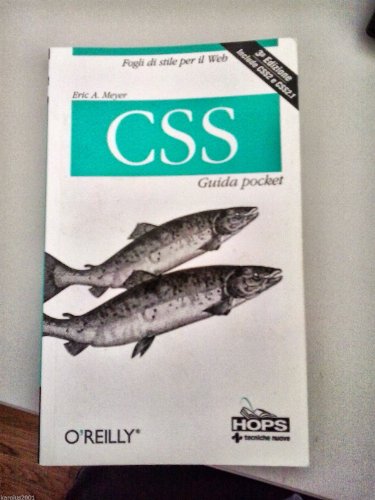 Fogli di stile per il Web
3ª Edizione
Include CSS2 e CSS2.1
Eric A. Meyer
CSS
Guida pocket
O'REILLY®
HOPS
tecniche nuove
karnlus2001